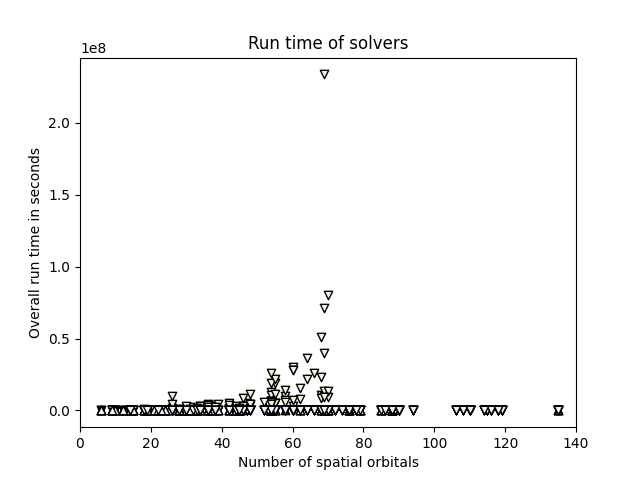 Run time of solvers
1e8
2.0
1.5
1.0
0.5
0.0
Overall run time in seconds
0 20 40 60 80 100 120 140
Number of spatial orbitals